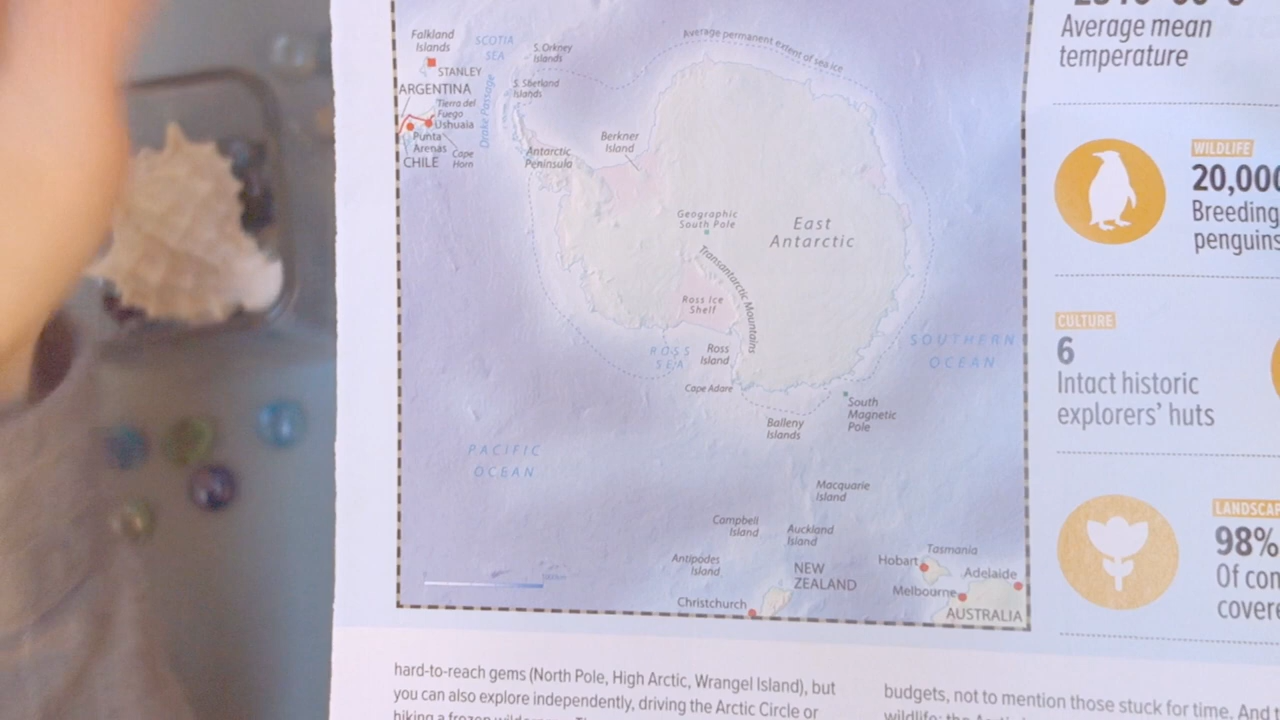 Average permanent extent of sea ice
Falkland
Islands
SCOTIA
SEA
S. Orkney
Islands
STANLEY
ARGENTINA
S. Shetland
Islands
Tierra del
Fuego
Ushuaia
Drake Passage
Punta
Arenas
CHILE
Cape
Horn
Antarctic
Peninsula
Berkner
Island
Geographic
South Pole
East
Antarctic
Transantarctic Mountains
Ross Ice
Shelf
ROSS
SEA
Ross
Island
SOUTHERN
OCEAN
Cape Adare
South
Magnetic
Pole
Balleny
Islands
PACIFIC
OCEAN
Macquarie
Island
Campbell
Island
Auckland
Island
Antipodes
Island
NEW
ZEALAND
Christchurch
Hobart
Tasmania
Adelaide
Melbourne
AUSTRALIA
Average mean
temperature
WILDLIFE
Breeding
penguins
CULTURE
6
Intact historic
explorers' huts
98%
Of
hard-to-reach gems (North Pole, High Arctic, Wrangel Island), but
you can also explore independently, driving the Arctic Circle or
hiking a frozen
budgets, not to mention those stuck for time. And